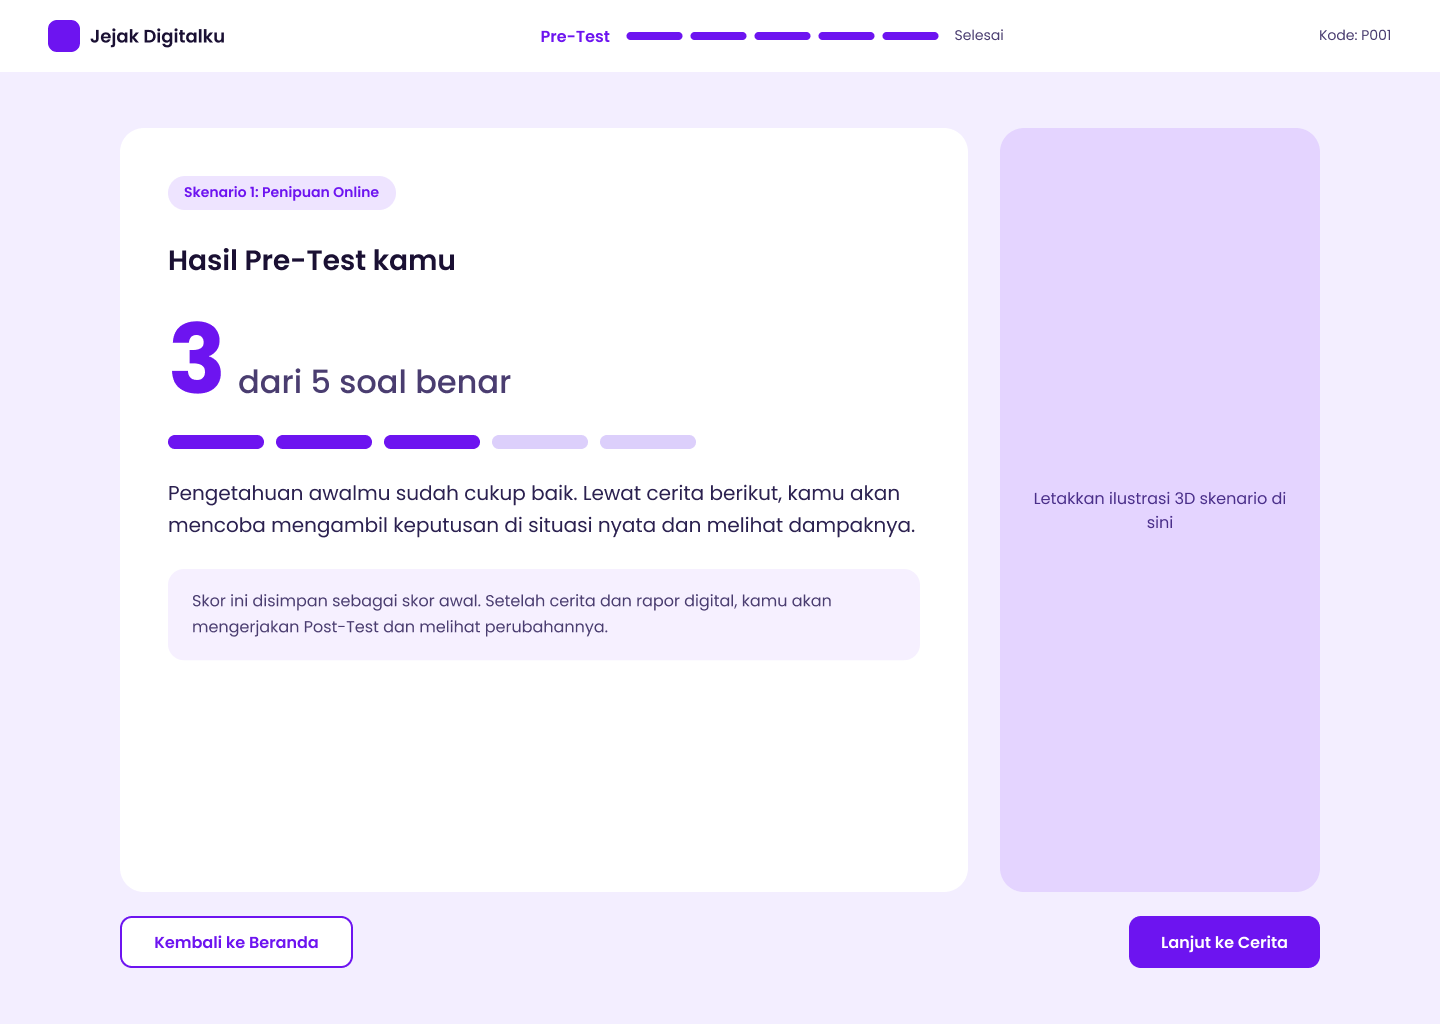 Jejak Digitalku
Pre-Test
Selesai
Kode: P001
Skenario 1: Penipuan Online
Hasil Pre-Test kamu
3 dari 5 soal benar
Pengetahuan awalmu sudah cukup baik. Lewat cerita berikut, kamu akan
mencoba mengambil keputusan di situasi nyata dan melihat dampaknya.
Skor ini disimpan sebagai skor awal. Setelah cerita dan rapor digital, kamu akan
mengerjakan Post-Test dan melihat perubahannya.
Letakkan ilustrasi 3D skenario di
sini
Kembali ke Beranda
Lanjut ke Cerita